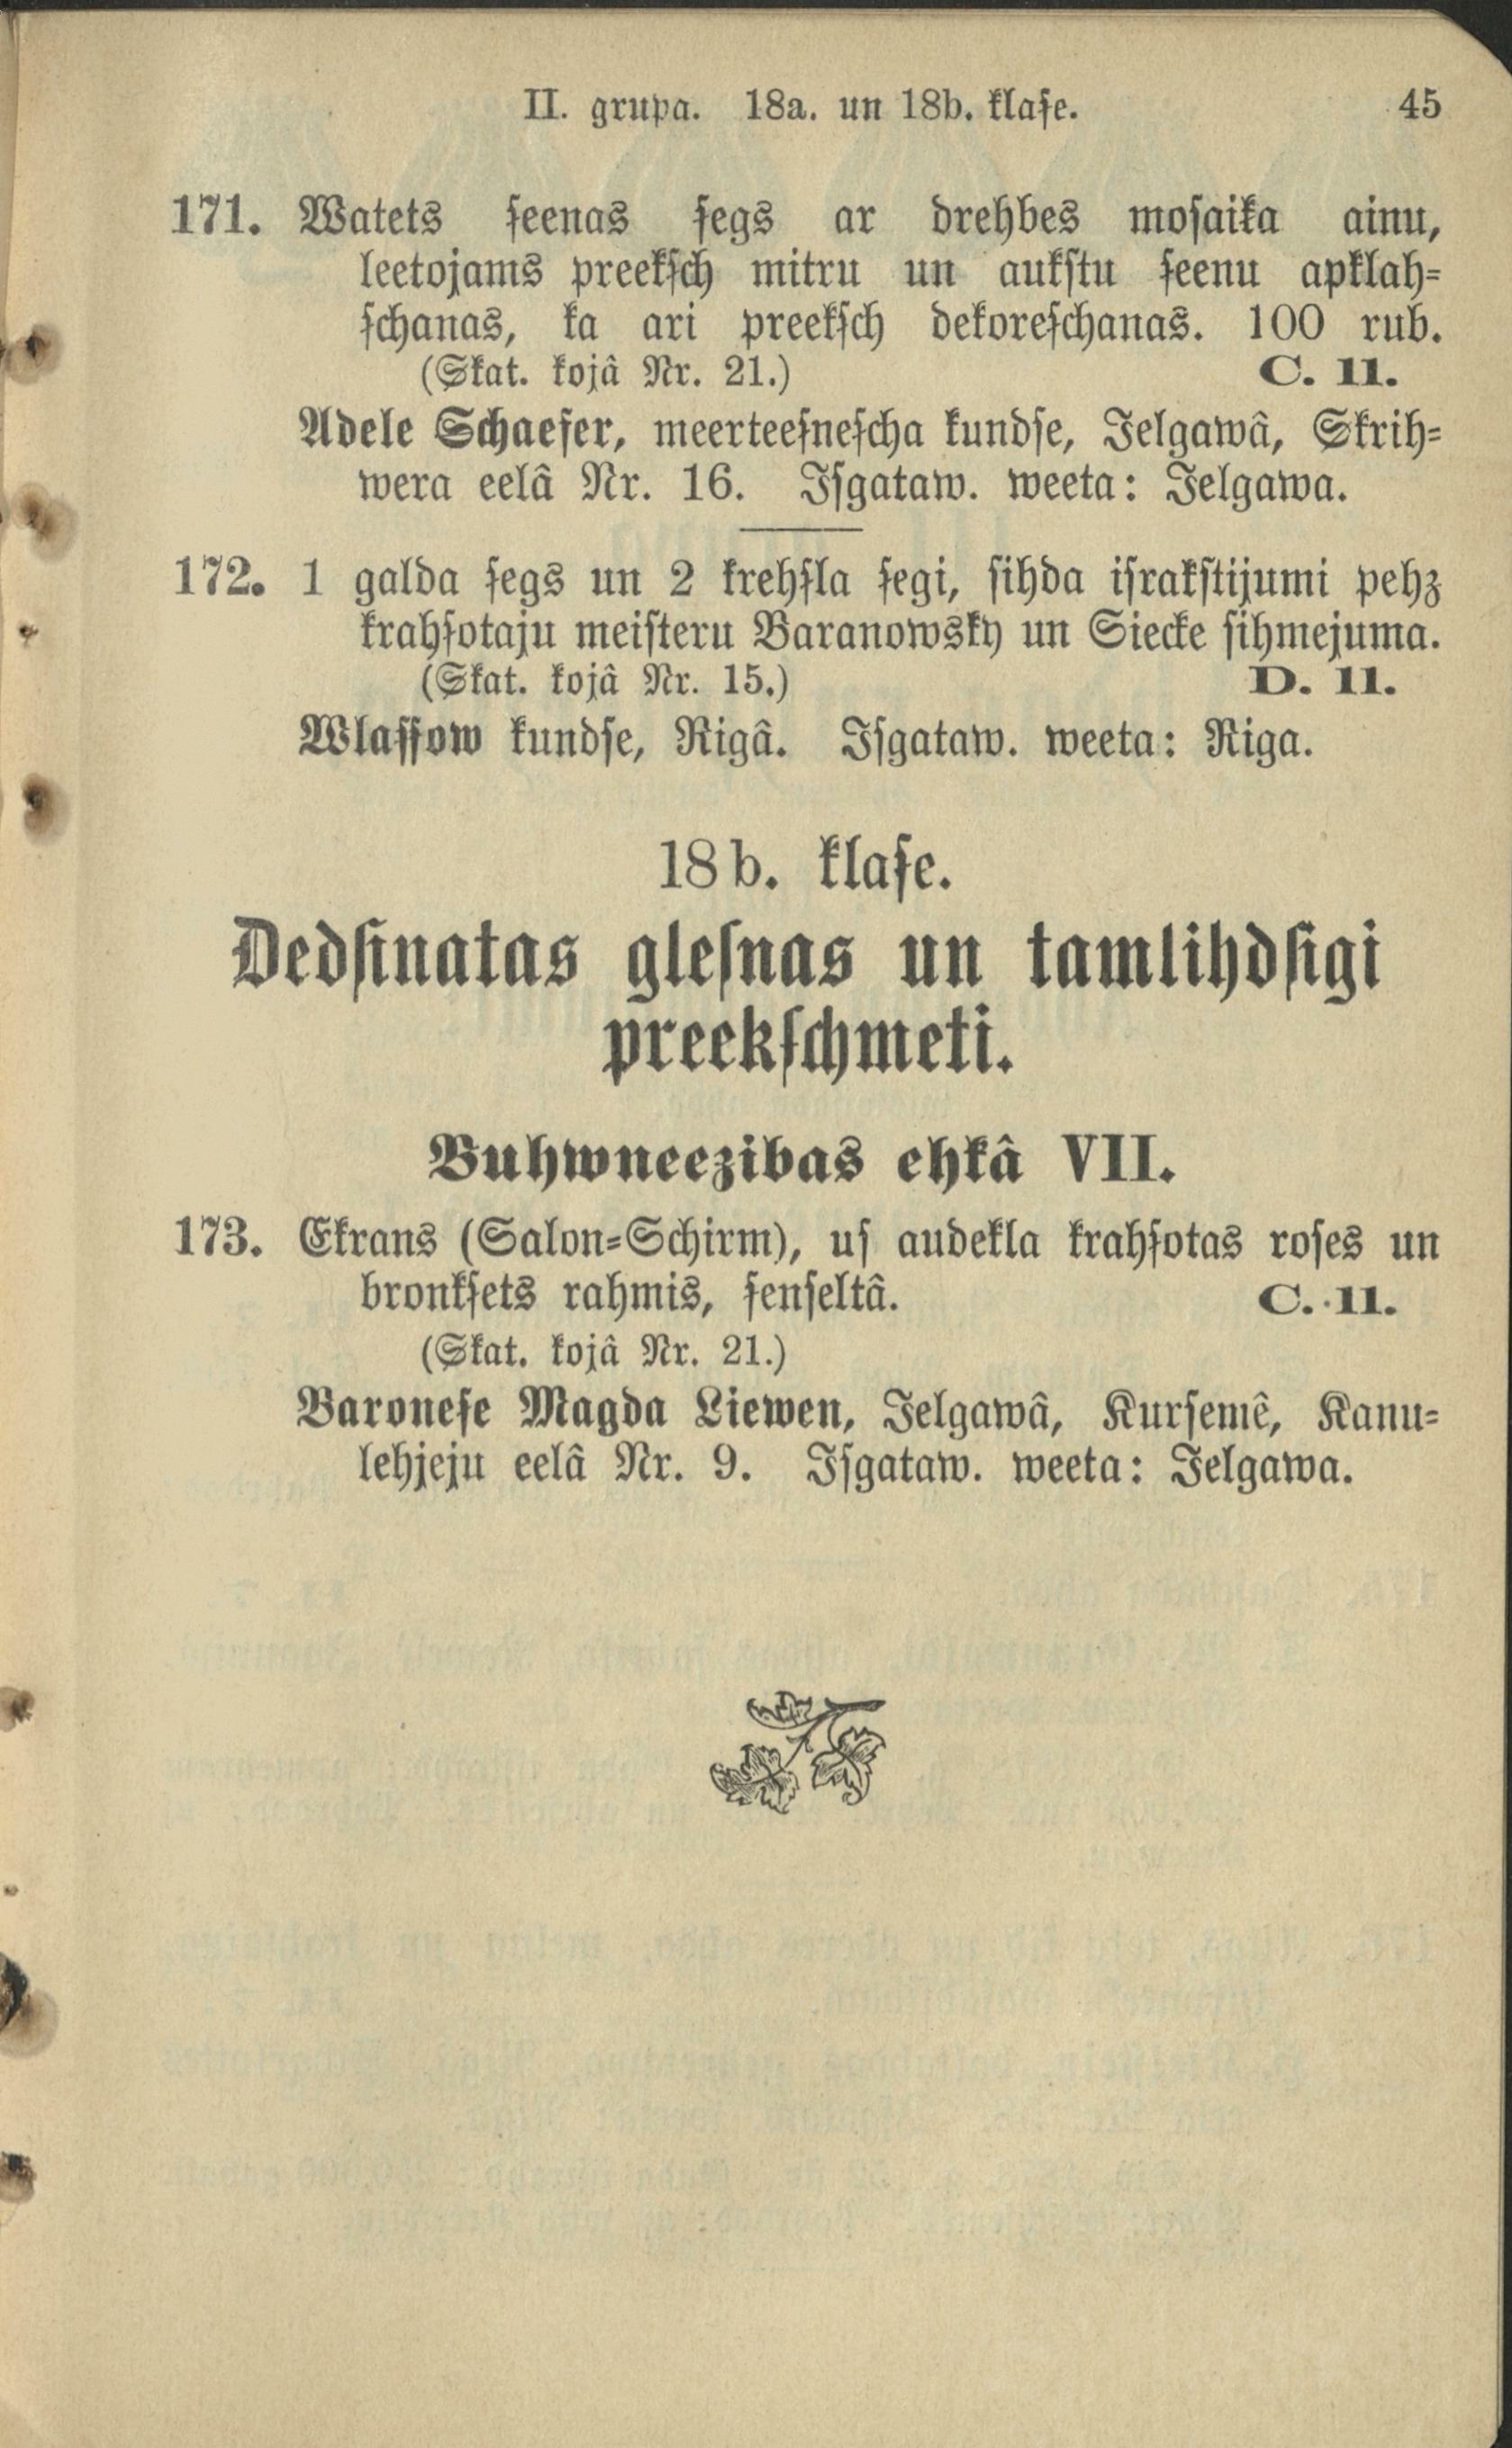 II. grupa. 18a. un 18b. klaſe. 45
171. Watets ſeenas ſegs ar drehbes moſaika ainu,
leetojams preekſch mitru un aukſtu ſeenu apklah-
ſchanas, ka ari preekſch dekoreſchanas. 100 rub.
(Skat. kojâ Nr. 21.) C. 11.
Adele Schaefer, meerteeſneſcha kundſe, Jelgawâ, Skrih-
wera eelâ Nr. 16. Iſgataw. weeta: Jelgawa.
172. 1 galda ſegs un 2 krehſla ſegi, ſihda iſrakſtijumi pehz
krahſotaju meiſteru Baranowsky un Siecke ſihmejuma.
(Skat. kojâ Nr. 15.) D. 11.
Wlaſſow kundſe, Rigâ. Iſgataw. weeta: Riga.
18b. klaſe.
Dedſinatas gleſnas un tamlihdſigi
preekſchmeti.
Buhwneezibas ehkâ VII.
173. Ekrans (Salon-Schirm), uſ audekla krahſotas roſes un
bronkſets rahmis, ſenſeltâ. C. 11.
(Skat. kojâ Nr. 21.)
Baroneſe Magda Liewen, Jelgawâ, Kurſemê, Kanu-
lehjeju eelâ Nr. 9. Iſgataw. weeta: Jelgawa.